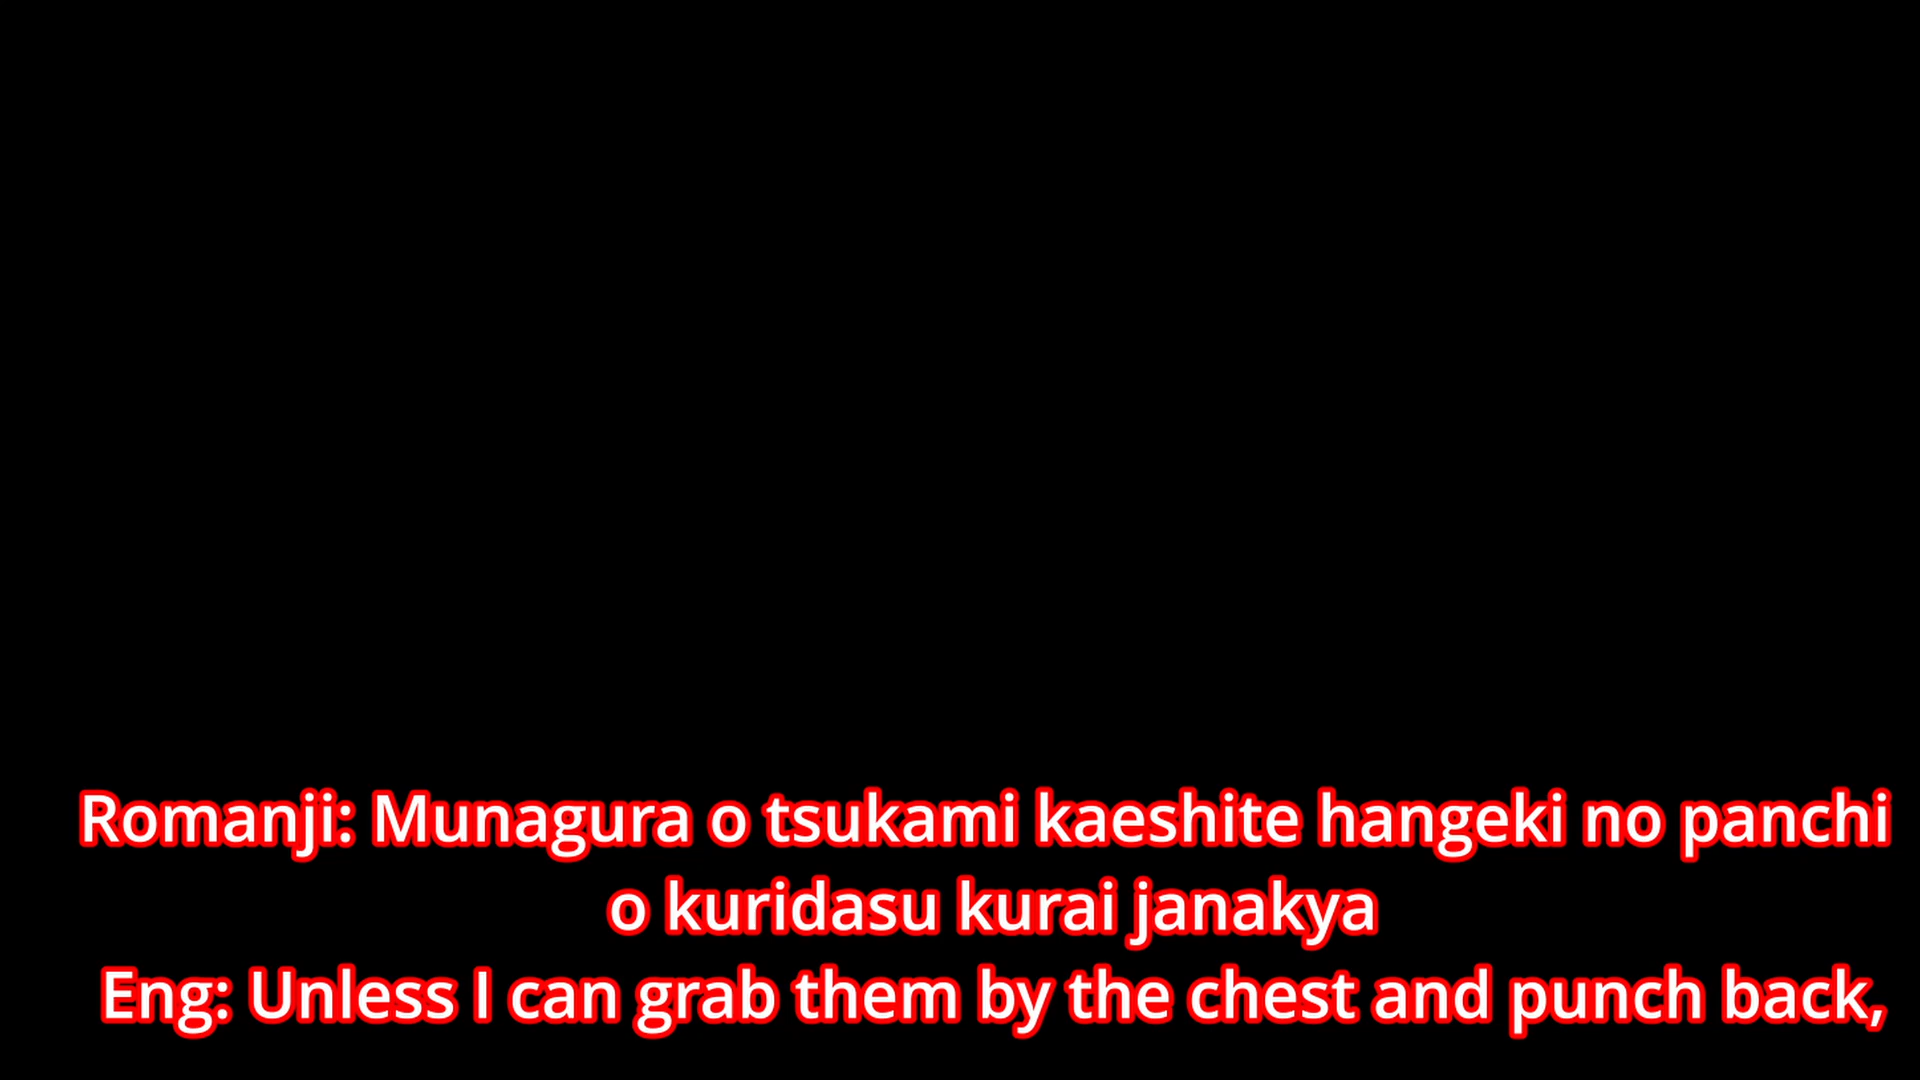 Romanji: Munagura o tsukami kaeshite hangeki no panchi
o kuridasu kurai janakya
Eng: Unless I can grab them by the chest and punch back,